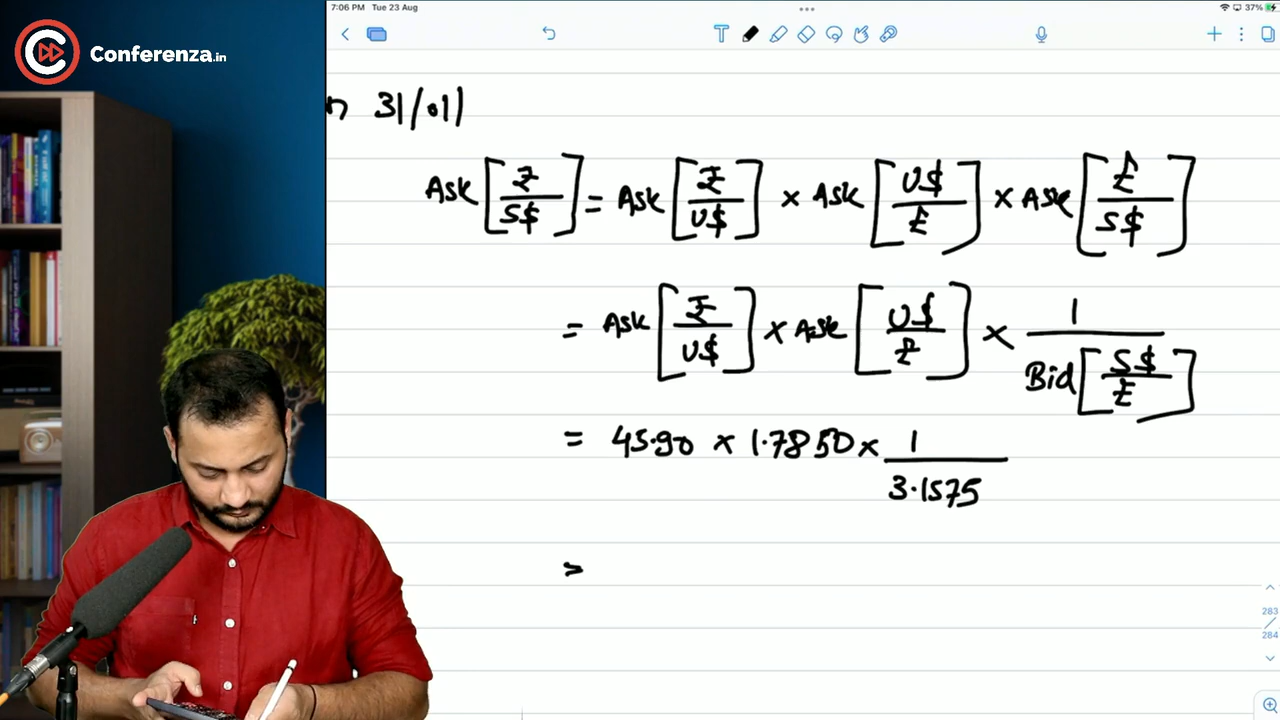 7:06 PM Tue 23 Aug
37%
Conferenza.in
n 31/01/
Ask [₹/S$] = Ask [₹/U$] × Ask [U$/£] × Ask [£/S$]
= Ask [₹/U$] × Ask [U$/£] × 1/Bid [S$/£]
= 45.90 × 1.7850 × 1/3.1575
=
283
284